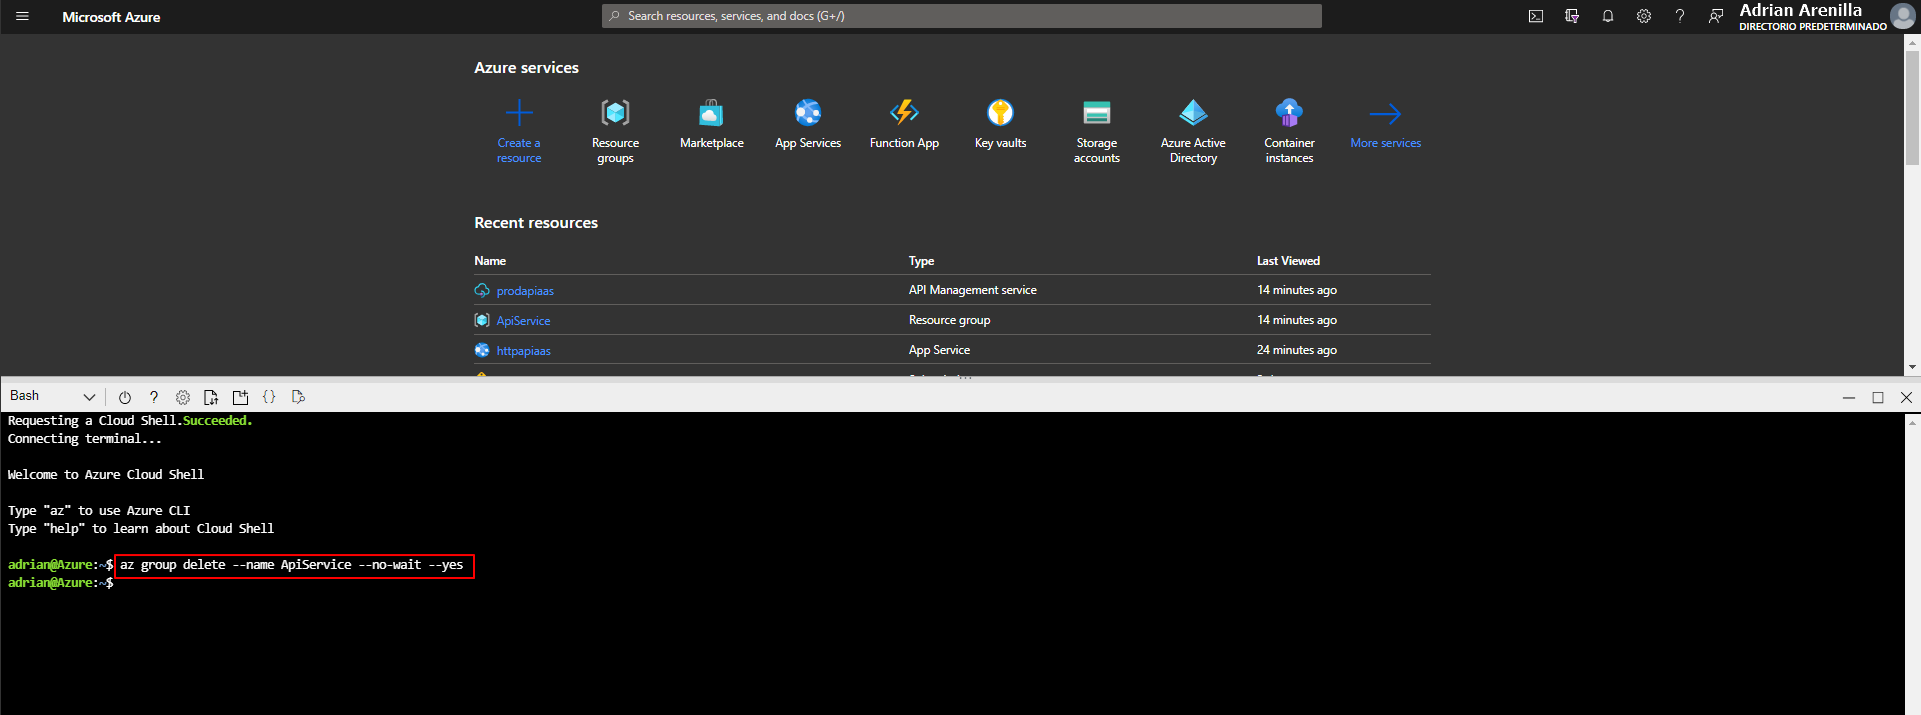 Microsoft Azure
Search resources, services, and docs (G+/)
Adrian Arenilla
DIRECTORIO PREDETERMINADO
Azure services
Create a
resource
Resource
groups
Marketplace
App Services
Function App
Key vaults
Storage
accounts
Azure Active
Directory
Container
instances
More services
Recent resources
Name Type Last Viewed
prodapiaas API Management service 14 minutes ago
ApiService Resource group 14 minutes ago
httpapiaas App Service 24 minutes ago
Bash
Requesting a Cloud Shell.Succeeded.
Connecting terminal...
Welcome to Azure Cloud Shell
Type "az" to use Azure CLI
Type "help" to learn about Cloud Shell
adrian@Azure:~$ az group delete --name ApiService --no-wait --yes
adrian@Azure:~$